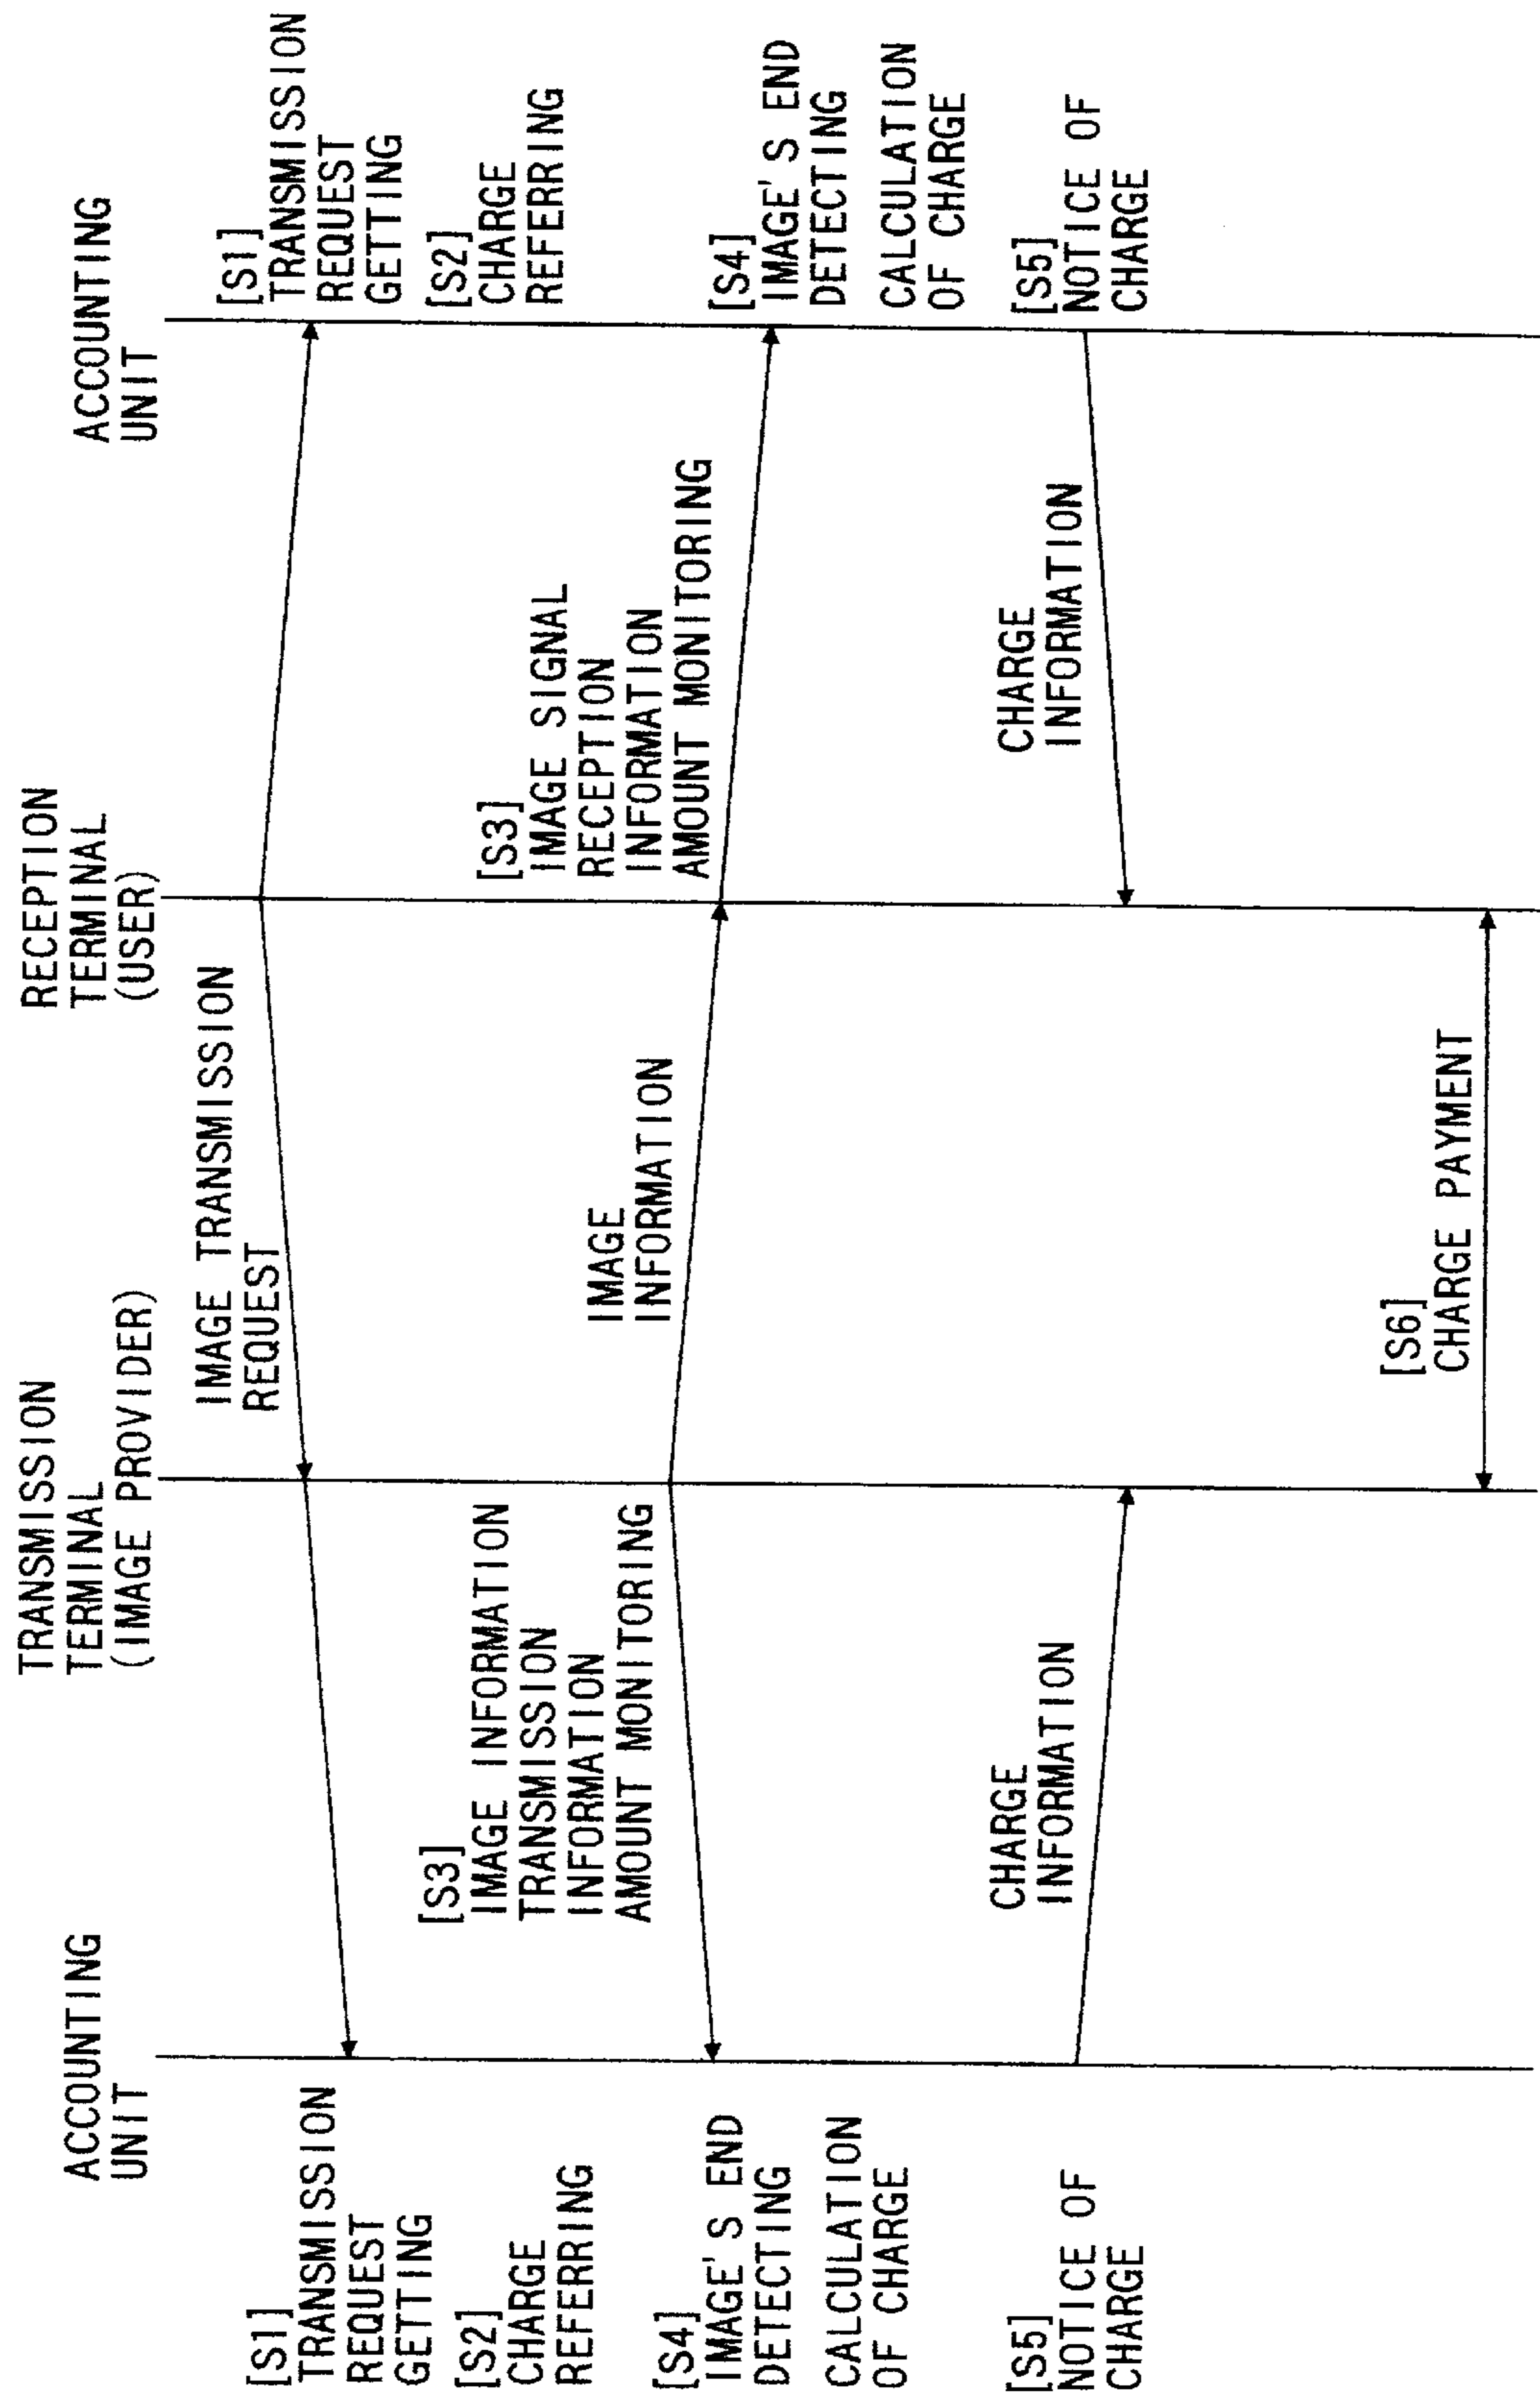 ACCOUNTING
UNIT
TRANSMISSION
TERMINAL
(IMAGE PROVIDER)
RECEPTION
TERMINAL
(USER)
ACCOUNTING
UNIT
[S1]
TRANSMISSION
REQUEST
GETTING
[S2]
CHARGE
REFERRING
[S4]
IMAGE'S END
DETECTING
CALCULATION
OF CHARGE
[S5]
NOTICE OF
CHARGE
[S3]
IMAGE INFORMATION
TRANSMISSION
INFORMATION
AMOUNT MONITORING
CHARGE
INFORMATION
IMAGE TRANSMISSION
REQUEST
IMAGE
INFORMATION
[S6]
CHARGE PAYMENT
[S3]
IMAGE SIGNAL
RECEPTION
INFORMATION
AMOUNT MONITORING
CHARGE
INFORMATION
[S1]
TRANSMISSION
REQUEST
GETTING
[S2]
CHARGE
REFERRING
[S4]
IMAGE'S END
DETECTING
CALCULATION
OF CHARGE
[S5]
NOTICE OF
CHARGE